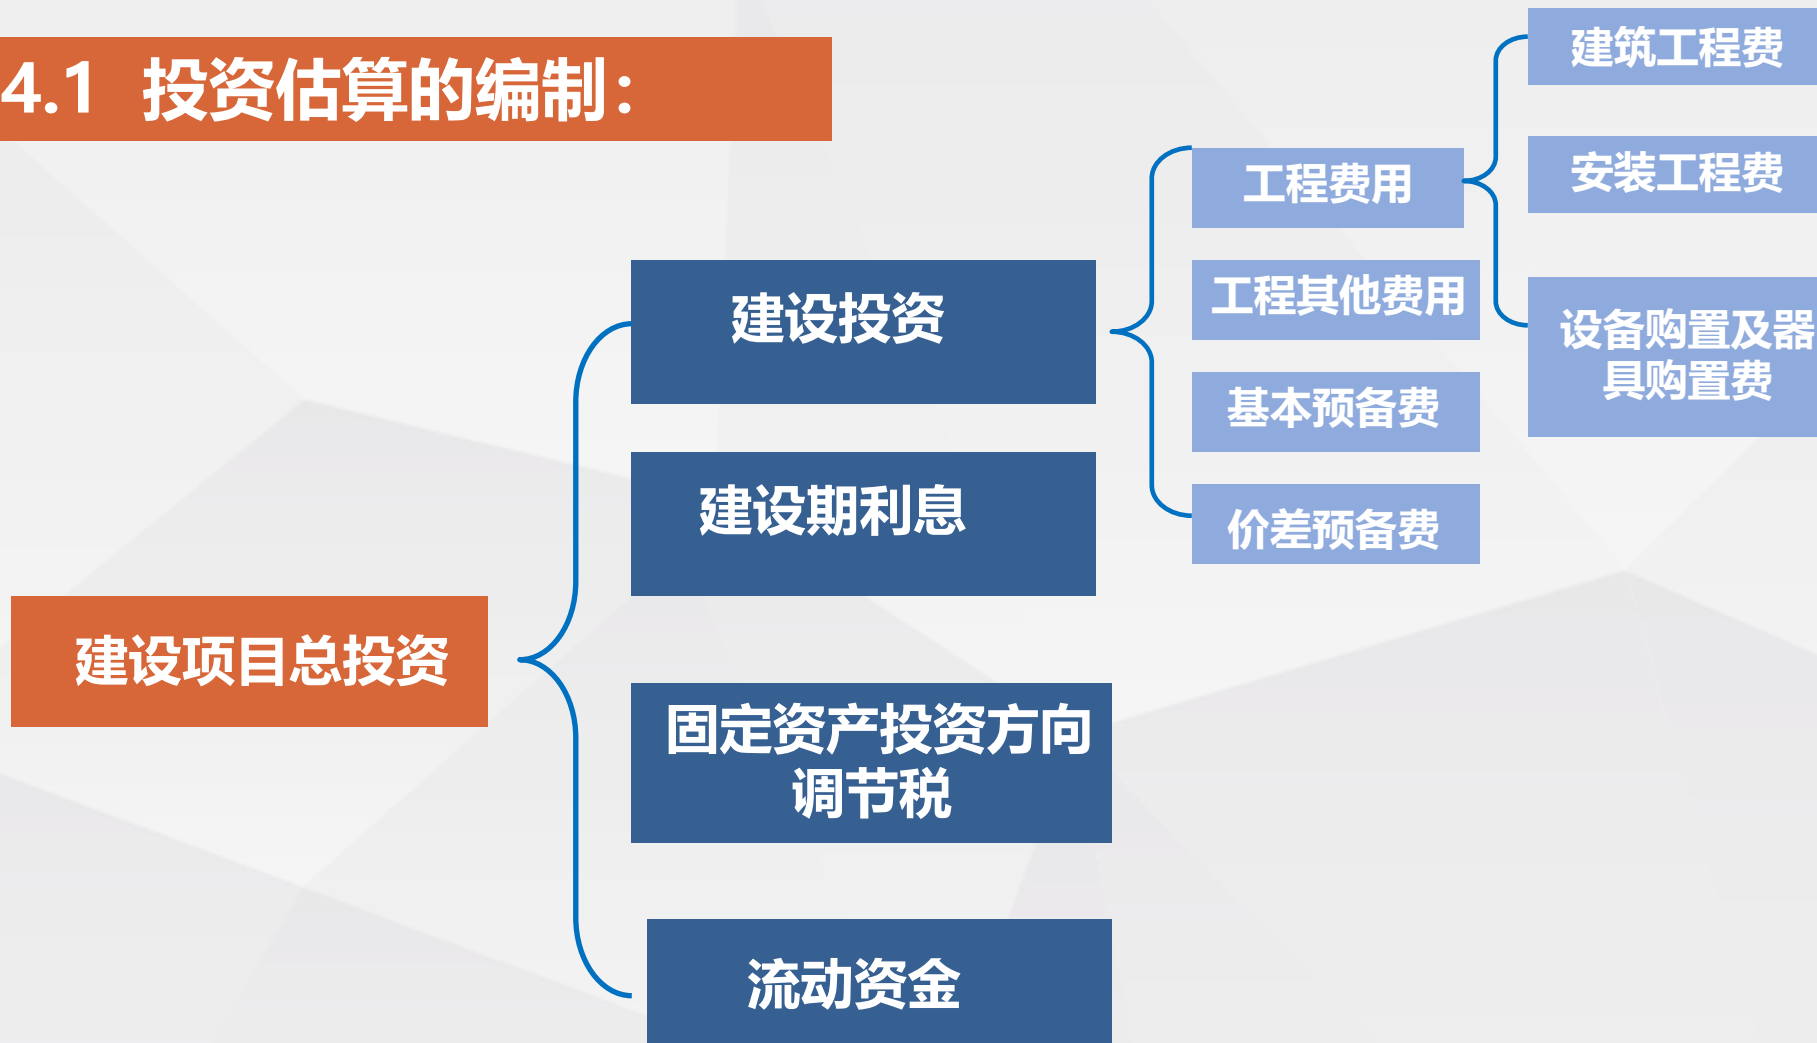 4.1 投资估算的编制：
建设项目总投资
建设投资
建设期利息
固定资产投资方向
调节税
流动资金
工程费用
工程其他费用
基本预备费
价差预备费
建筑工程费
安装工程费
设备购置及器
具购置费